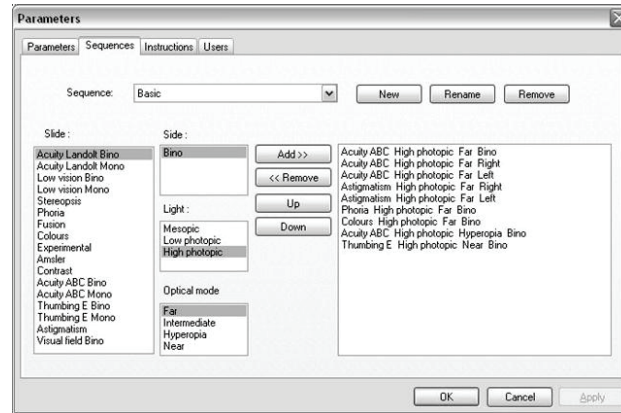 Parameters
Parameters Sequences Instructions Users
Sequence: Basic New Rename Remove
Slide :
Acuity Landolt Bino
Acuity Landolt Mono
Low vision Bino
Low vision Mono
Stereopsis
Phoria
Fusion
Colours
Experimental
Amsler
Contrast
Acuity ABC Bino
Acuity ABC Mono
Thumbing E Bino
Thumbing E Mono
Astigmatism
Visual field Bino
Side :
Bino
Light :
Mesopic
Low photopic
High photopic
Optical mode
Far
Intermediate
Hyperopia
Near
Add >>
<< Remove
Up
Down
Acuity ABC High photopic Far Bino
Acuity ABC High photopic Far Right
Acuity ABC High photopic Far Left
Astigmatism High photopic Far Right
Astigmatism High photopic Far Left
Phoria High photopic Far Bino
Colours High photopic Far Bino
Acuity ABC High photopic Hyperopia Bino
Thumbing E High photopic Near Bino
OK Cancel Apply